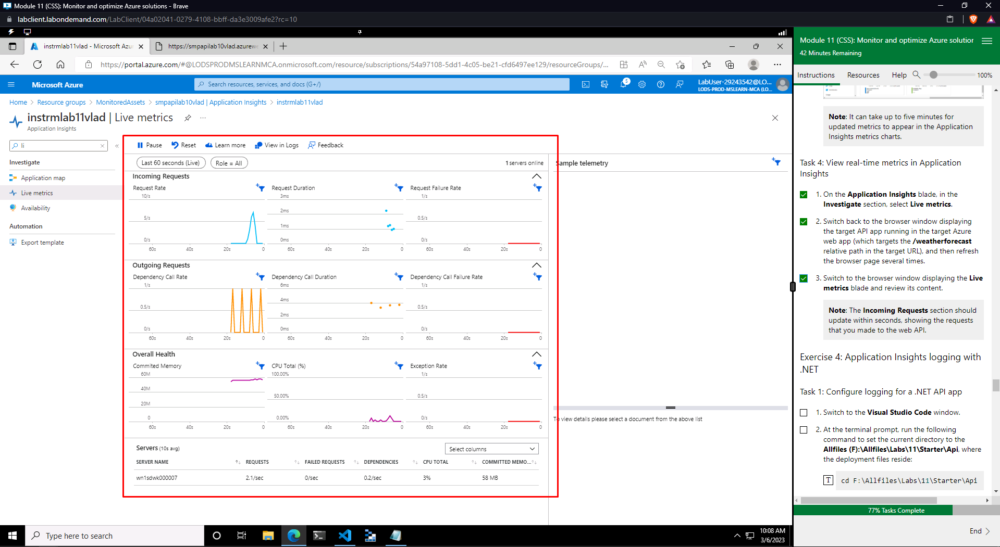 Module 11 (CSS): Monitor and optimize Azure solutions - Brave
labclient.labondemand.com/LabClient/04a02041-0279-4108-bbff-da3e3009afe2?rc=10
instrmlab11vlad - Microsoft Azur
https://smpapilab10vlad.azurewe
https://portal.azure.com/#@LODSPRODMSLEARNMCA.onmicrosoft.com/resource/subscriptions/54a97108-5dd1-4c05-be21-cfd6497ee129/resourceGroups/...
Microsoft Azure
Search resources, services, and docs (G+/)
5
LabUser-29243542@LO...
LODS-PROD-MSLEARN-MCA (LO...
Home > Resource groups > MonitoredAssets > smpapilab10vlad | Application Insights > instrmlab11vlad
instrmlab11vlad | Live metrics
Application Insights
li
Investigate
Application map
Live metrics
Availability
Automation
Export template
Pause Reset Learn more View in Logs Feedback
Last 60 seconds (Live) Role = All 1 servers online
Incoming Requests
Request Rate
10/s
5/s
0/s
60s 40s 20s 0
Request Duration
3ms
2ms
1ms
0ms
60s 40s 20s 0
Request Failure Rate
1/s
0.5/s
0/s
60s 40s 20s 0
Outgoing Requests
Dependency Call Rate
1/s
0.5/s
0/s
60s 40s 20s 0
Dependency Call Duration
6ms
4ms
2ms
0ms
60s 40s 20s 0
Dependency Call Failure Rate
1/s
0.5/s
0/s
60s 40s 20s 0
Overall Health
Commited Memory
60M
40M
20M
0
60s 40s 20s 0
CPU Total (%)
100.00%
50.00%
0.00%
60s 40s 20s 0
Exception Rate
1/s
0.5/s
0/s
60s 40s 20s 0
Servers (10s avg)
Select columns
SERVER NAME REQUESTS FAILED REQUESTS DEPENDENCIES CPU TOTAL COMMITTED MEMO...
wn1sdwk000007 2.1/sec 0/sec 0.2/sec 3% 58 MB
Sample telemetry
To view details please select a document from the above list
Type here to search
10:08 AM
3/6/2023
Module 11 (CSS): Monitor and optimize Azure solution
42 Minutes Remaining
Instructions Resources Help 100%
Note: It can take up to five minutes for
updated metrics to appear in the Application
Insights metrics charts.
Task 4: View real-time metrics in Application
Insights
1. On the Application Insights blade, in the
Investigate section, select Live metrics.
2. Switch back to the browser window displaying
the target API app running in the target Azure
web app (which targets the /weatherforecast
relative path in the target URL), and then refresh
the browser page several times.
3. Switch to the browser window displaying the Live
metrics blade and review its content.
Note: The Incoming Requests section should
update within seconds, showing the requests
that you made to the web API.
Exercise 4: Application Insights logging with
.NET
Task 1: Configure logging for a .NET API app
1. Switch to the Visual Studio Code window.
2. At the terminal prompt, run the following
command to set the current directory to the
Allfiles (F):\Allfiles\Labs\11\Starter\Api, where
the deployment files reside:
T cd F:\Allfiles\Labs\11\Starter\Api
77% Tasks Complete
End